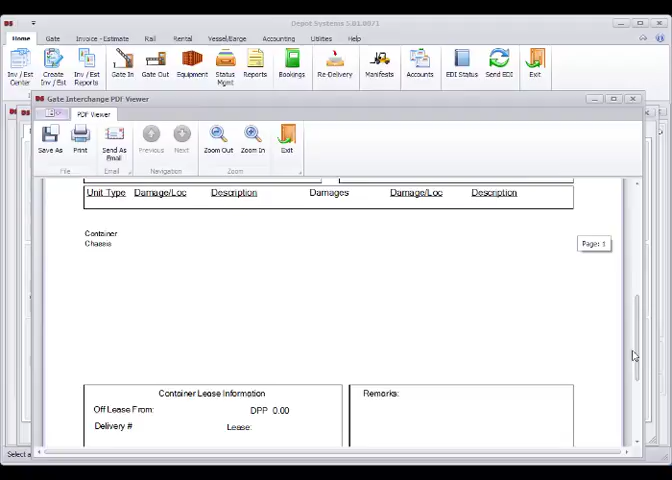 Depot Systems 5.01.0071
Home Gate Invoice - Estimate Rail Rental Vessel/Barge Accounting Utilities Help
Inv / Est Center
Create Inv / Est
Inv / Est Reports
Gate In
Gate Out
Equipment
Status Mgmt
Reports
Bookings
Re-Delivery
Manifests
Accounts
EDI Status
Send EDI
Exit
Gate Interchange PDF Viewer
PDF Viewer
Save As
Print
Send As Email
Previous
Next
Zoom Out
Zoom In
Exit
File Email Navigation Zoom
Unit Type Damage/Loc Description Damages Damage/Loc Description
Container
Chassis
Page: 1
Container Lease Information
Remarks:
Off Lease From: DPP 0.00
Delivery # Lease:
Select a